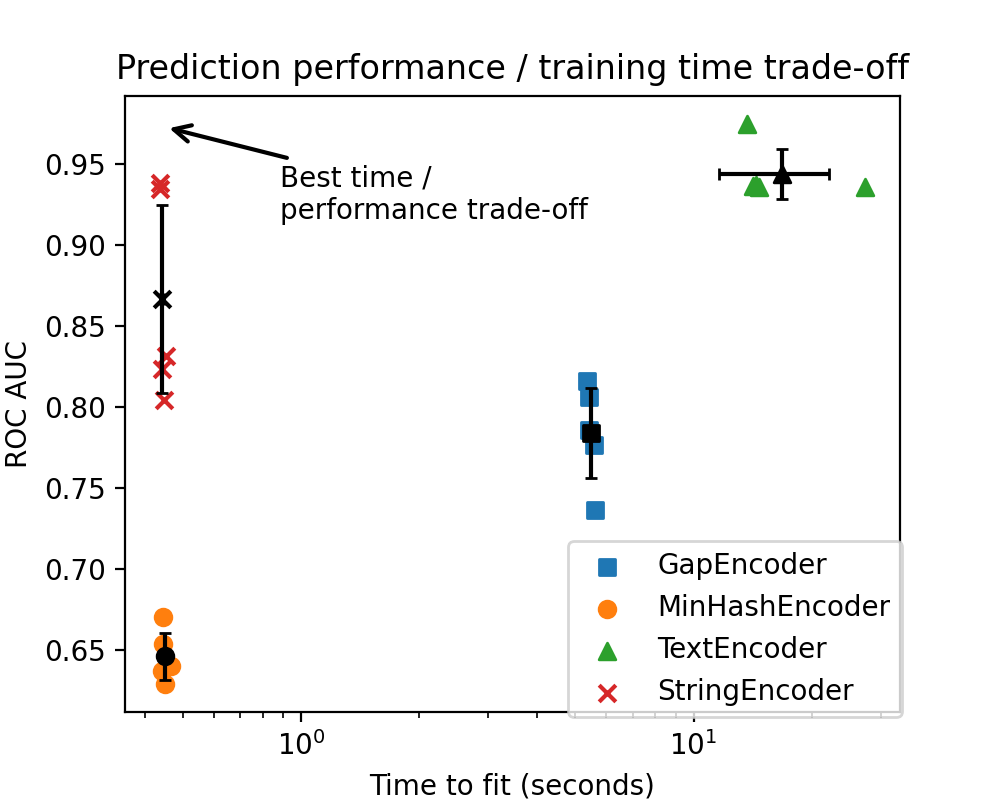 Prediction performance / training time trade-off
Best time /
performance trade-off
0.95
0.90
0.85
0.80
0.75
0.70
0.65
ROC AUC
GapEncoder
MinHashEncoder
TextEncoder
StringEncoder
10⁰
10¹
Time to fit (seconds)